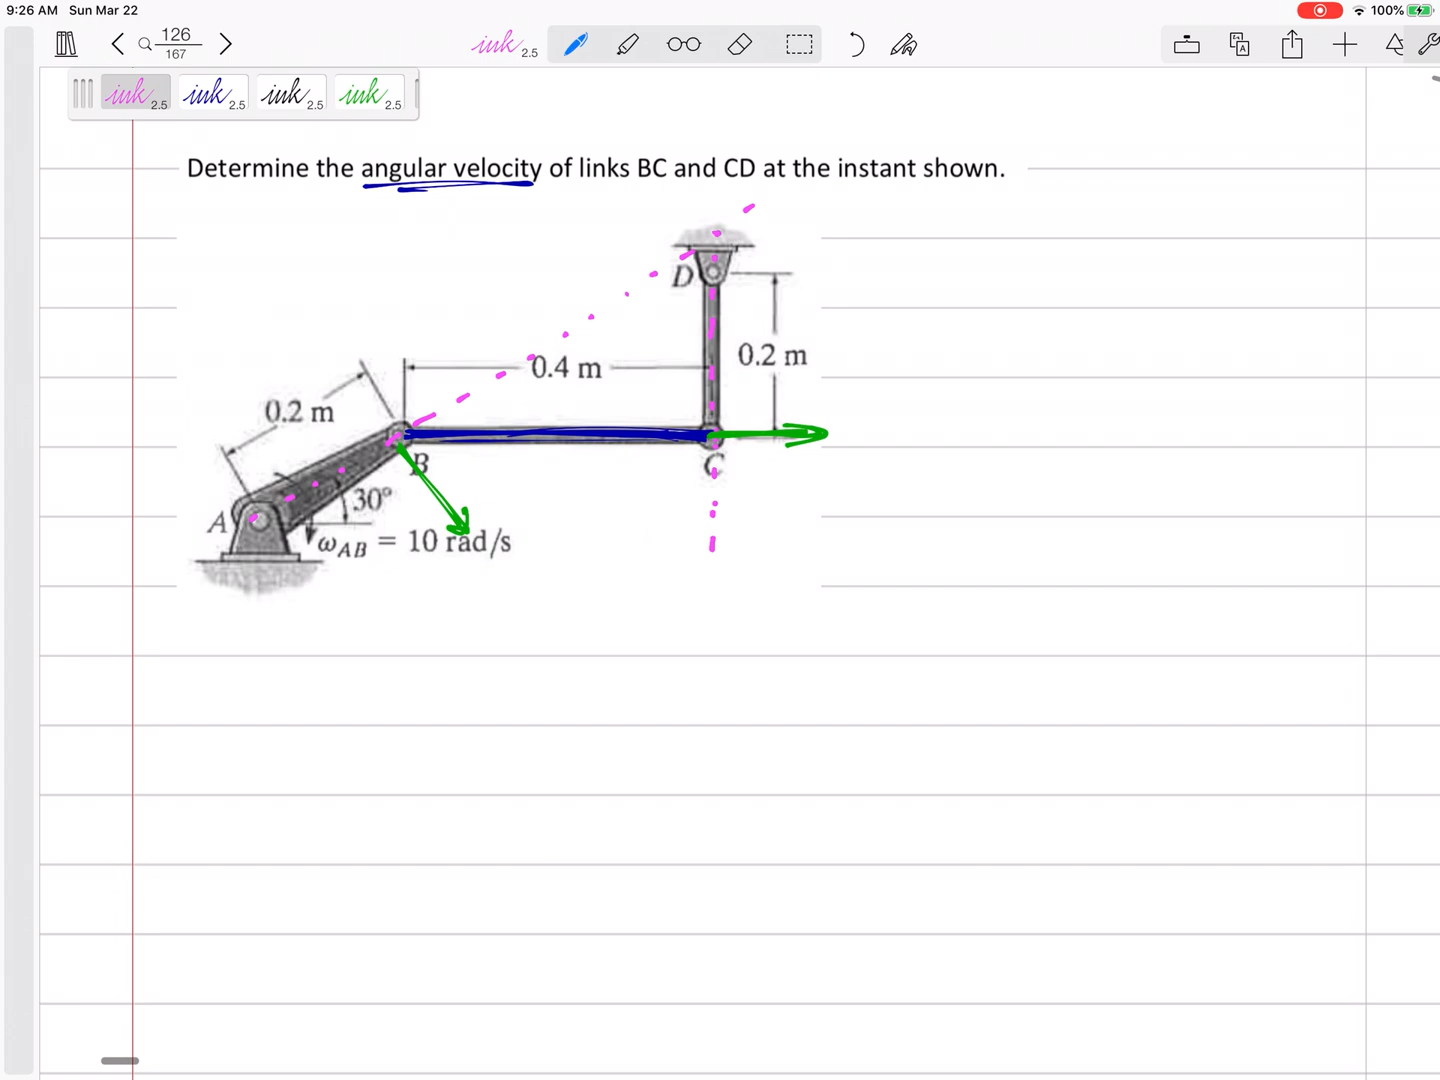 9:26 AM Sun Mar 22
100%
126
167
ink 2.5
ink 2.5
ink 2.5
ink 2.5
ink 2.5
A
Determine the angular velocity of links BC and CD at the instant shown.
D
0.4 m
0.2 m
0.2 m
B
C
30°
A
ωAB = 10 rad/s